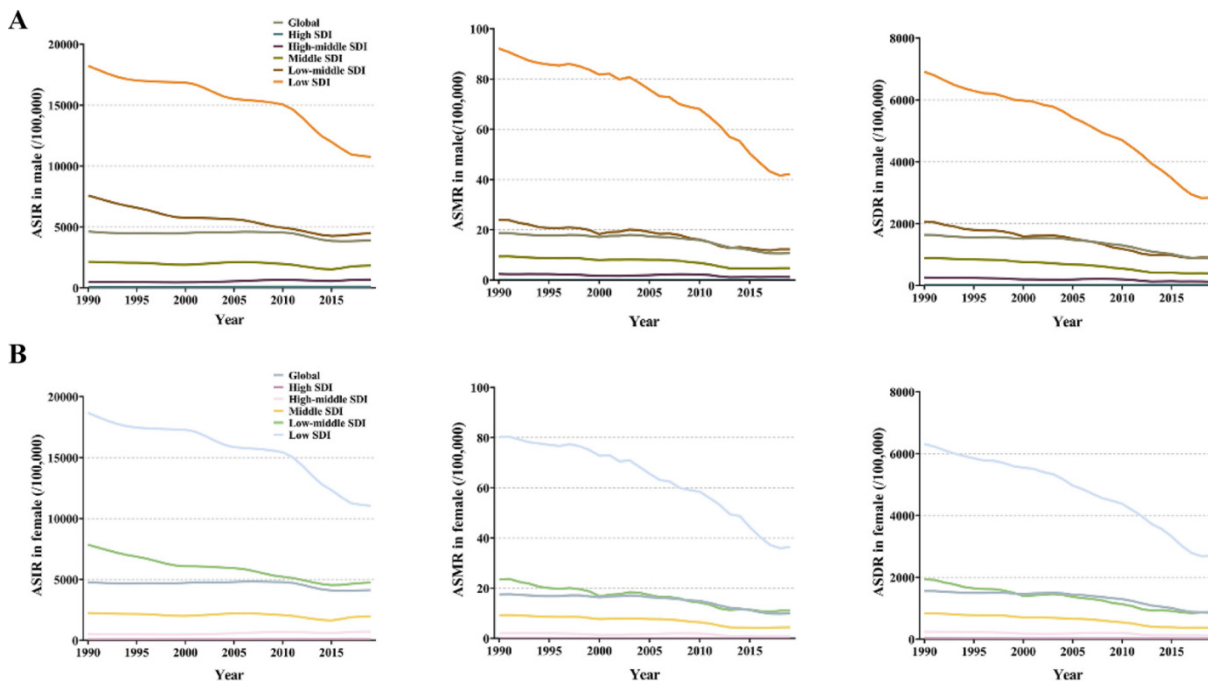 A
Global
High SDI
High-middle SDI
Middle SDI
Low-middle SDI
Low SDI
ASIR in male (/100,000)
20000
15000
10000
5000
0
1990 1995 2000 2005 2010 2015
Year
ASMR in male(/100,000)
100
80
60
40
20
0
1990 1995 2000 2005 2010 2015
Year
ASDR in male (/100,000)
8000
6000
4000
2000
0
1990 1995 2000 2005 2010 2015
Year
B
Global
High SDI
High-middle SDI
Middle SDI
Low-middle SDI
Low SDI
ASIR in female (/100,000)
20000
15000
10000
5000
0
1990 1995 2000 2005 2010 2015
Year
ASMR in female (/100,000)
100
80
60
40
20
0
1990 1995 2000 2005 2010 2015
Year
ASDR in female (/100,000)
8000
6000
4000
2000
0
1990 1995 2000 2005 2010 2015
Year